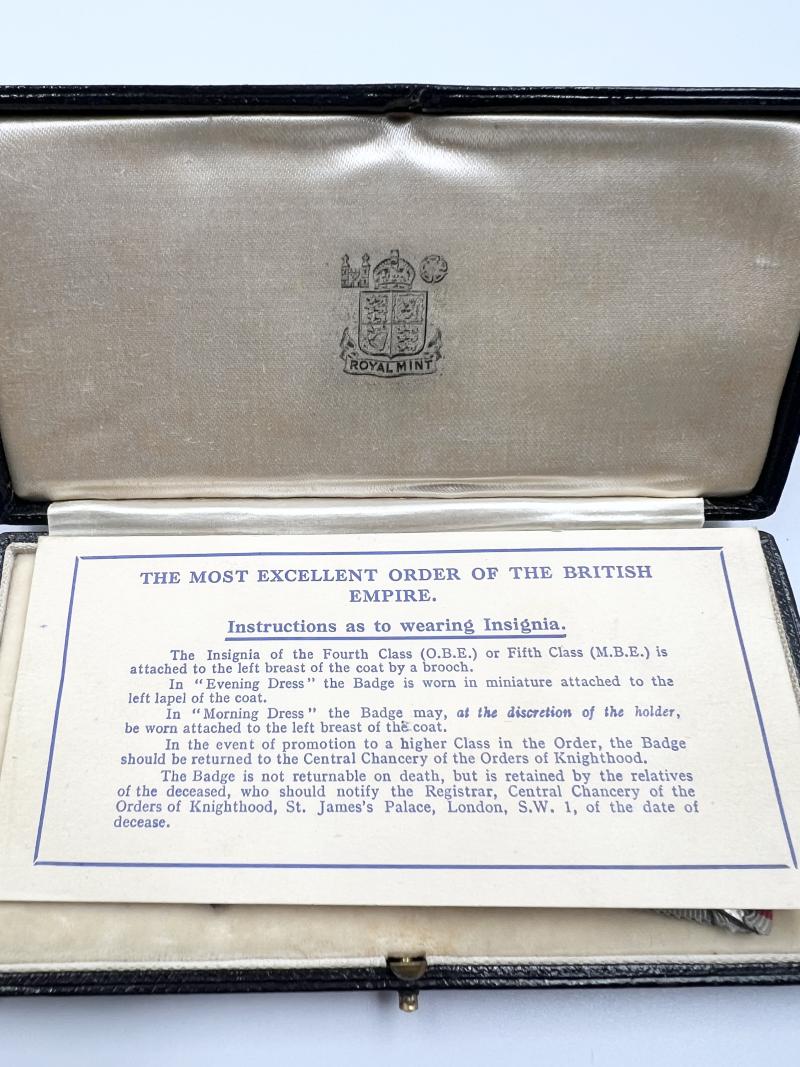 ROYAL MINT
THE MOST EXCELLENT ORDER OF THE BRITISH
EMPIRE.
Instructions as to wearing Insignia.
The Insignia of the Fourth Class (O.B.E.) or Fifth Class (M.B.E.) is
attached to the left breast of the coat by a brooch.
In "Evening Dress" the Badge is worn in miniature attached to the
left lapel of the coat.
In "Morning Dress" the Badge may, at the discretion of the holder,
be worn attached to the left breast of the coat.
In the event of promotion to a higher Class in the Order, the Badge
should be returned to the Central Chancery of the Orders of Knighthood.
The Badge is not returnable on death, but is retained by the relatives
of the deceased, who should notify the Registrar, Central Chancery of the
Orders of Knighthood, St. James's Palace, London, S.W. 1, of the date of
decease.